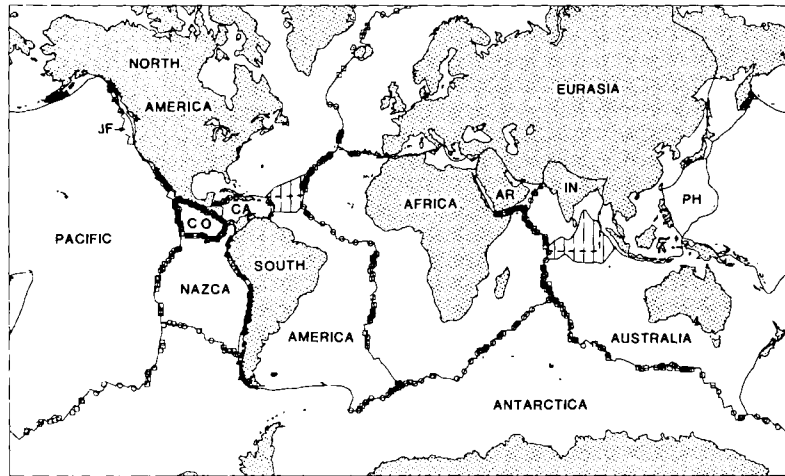 NORTH
AMERICA
EURASIA
JF
AFRICA
AR
IN
PH
CA
CO
PACIFIC
SOUTH
NAZCA
AMERICA
AUSTRALIA
ANTARCTICA